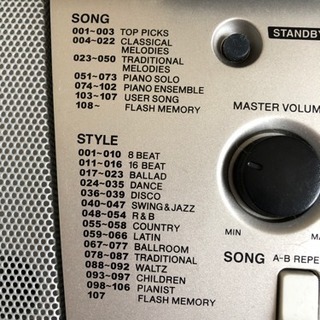 SONG
001~003 TOP PICKS
004~022 CLASSICAL
MELODIES
023~050 TRADITIONAL
MELODIES
051~073 PIANO SOLO
074~102 PIANO ENSEMBLE
103~107 USER SONG
108~ FLASH MEMORY
STANDBY
MASTER VOLUM
STYLE
001~010 8 BEAT
011~016 16 BEAT
017~023 BALLAD
024~035 DANCE
036~039 DISCO
040~047 SWING&JAZZ
048~054 R&B
055~058 COUNTRY
059~066 LATIN
067~077 BALLROOM
078~087 TRADITIONAL
088~092 WALTZ
093~097 CHILDREN
098~106 PIANIST
107 FLASH MEMORY
MIN MA
SONG A-B REPE